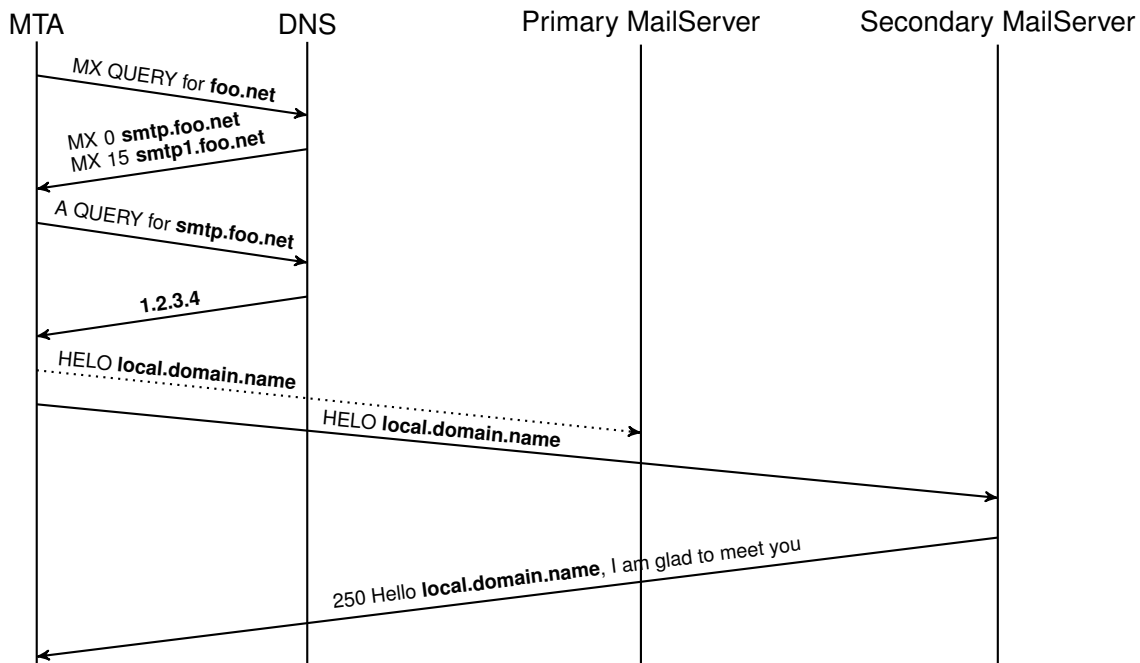 MTA
DNS
Primary MailServer
Secondary MailServer
MX QUERY for foo.net
MX 0 smtp.foo.net
MX 15 smtp1.foo.net
A QUERY for smtp.foo.net
1.2.3.4
HELO local.domain.name
HELO local.domain.name
250 Hello local.domain.name, I am glad to meet you